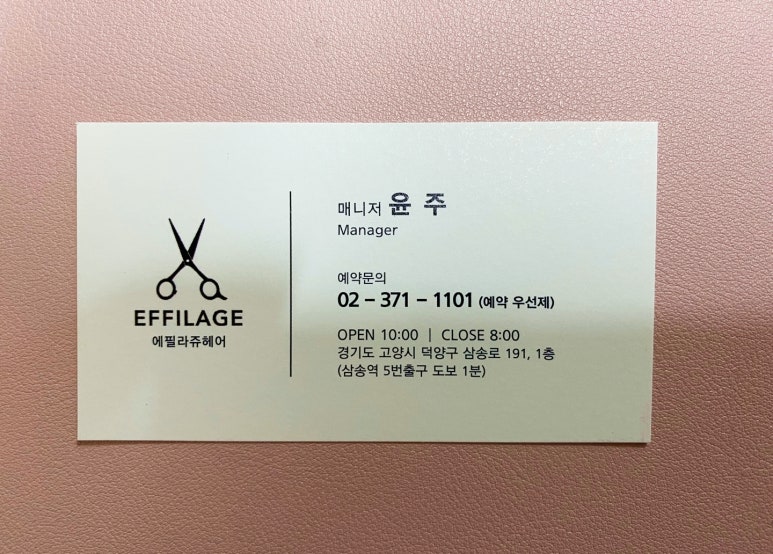 EFFILAGE
에필라쥬헤어
매니저 윤 주
Manager
예약문의
02 – 371 – 1101 (예약 우선제)
OPEN 10:00 | CLOSE 8:00
경기도 고양시 덕양구 삼송로 191, 1층
(삼송역 5번출구 도보 1분)